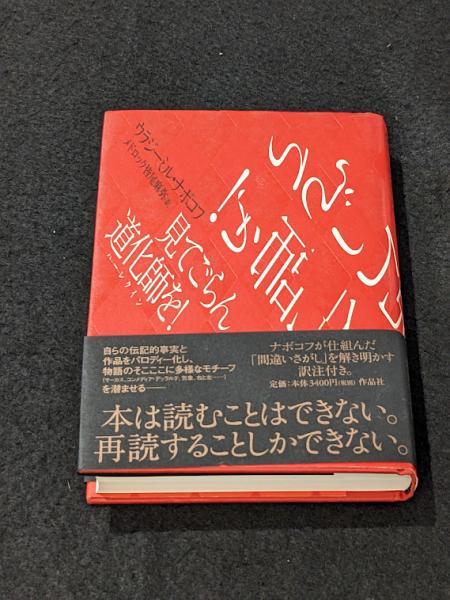 ウラジーミル・ナボコフ
メドロック皆尾麻弥 訳
見てごらん
道化師を!
ハーレクイン
自らの伝記的事実と
作品をパロディー化し、
物語のそこここに多様なモチーフ
を潜ませる——
ナボコフが仕組んだ
「間違いさがし」を解き明かす
訳注付き。
定価:本体3400円(税別) 作品社
本は読むことはできない。
再読することしかできない。